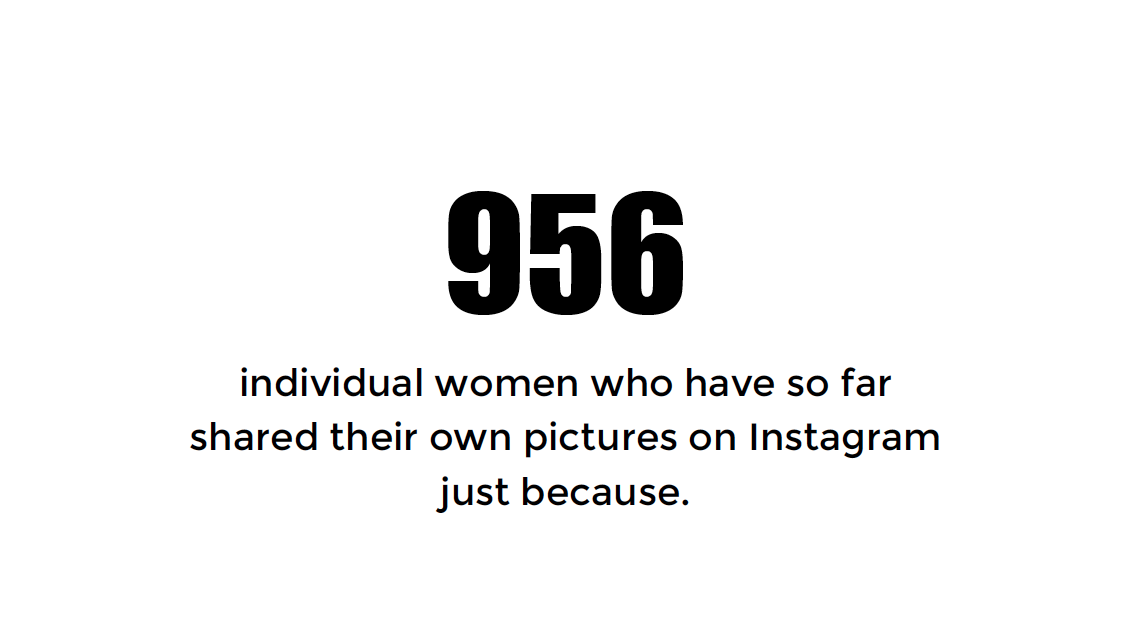 956
individual women who have so far
shared their own pictures on Instagram
just because.